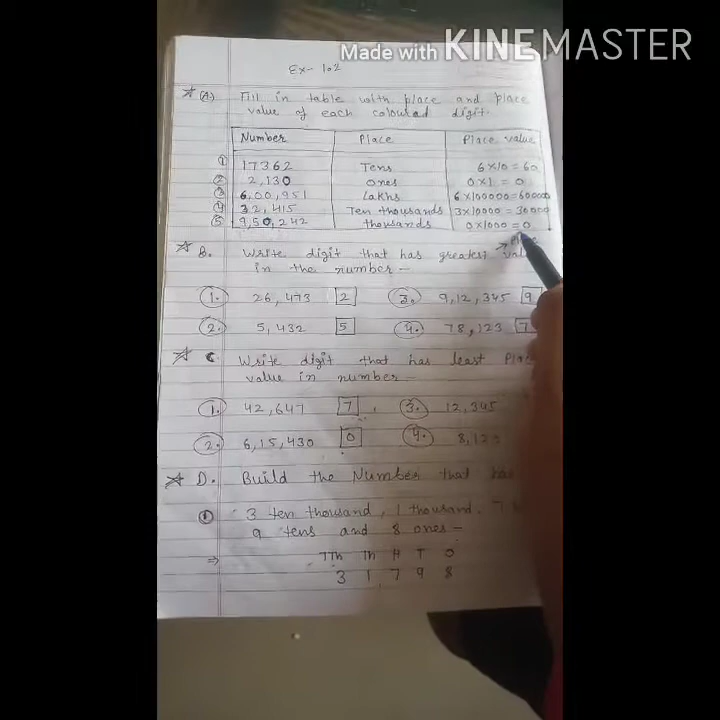 Made with KINEMASTER
Ex- 1.2
(A) Fill in table with place and place
value of each coloured digit.
Number Place Place value
① 17362 Tens 6 x 10 = 60
② 2,130 ones 0 x 1 = 0
③ 6,00,951 Lakhs 6 x 100000 = 600000
④ 32,415 Ten thousands 3 x 10000 = 30000
⑤ 9,50,242 thousands 0 x 1000 = 0
B. Write digit that has greatest
in the number -
1. 26,473 2 3. 9,12,345 9
2. 5,432 5 4. 78,123 7
C. Write digit that has least
value in number -
1. 42,647 7 3. 12,345
2. 6,15,430 0 4.
D. Build the Number that has
① 3 ten thousand, 1 thousand. 7
9 tens and 8 ones -
⇒ TTh Th H T O
3 1 7 9 8